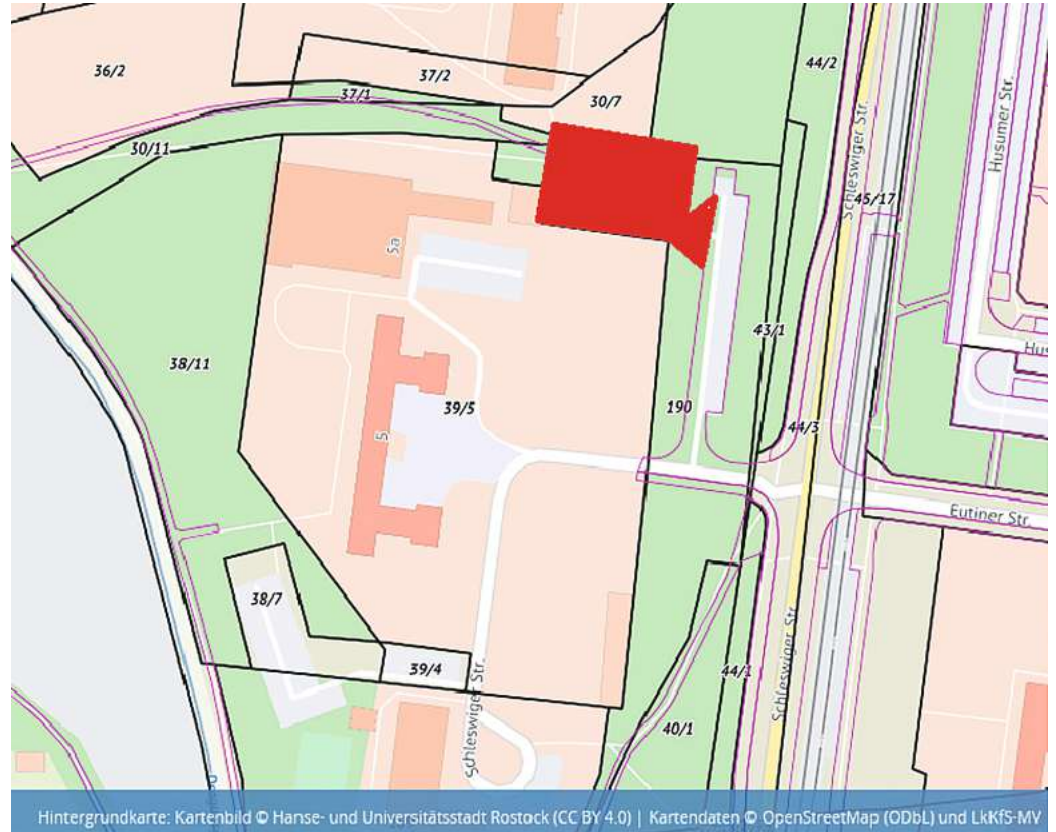 44/2
36/2
37/2
37/1
30/7
Husumer Str.
Schleswiger Str.
30/11
45/17
5a
43/1
38/11
39/5
190
5
44/3
Eutiner Str.
38/7
39/4
Schleswiger Str.
Schleswiger Str.
44/1
40/1
Hintergrundkarte: Kartenbild © Hanse- und Universitätsstadt Rostock (CC BY 4.0) | Kartendaten © OpenStreetMap (ODbL) und LkKfS-MV